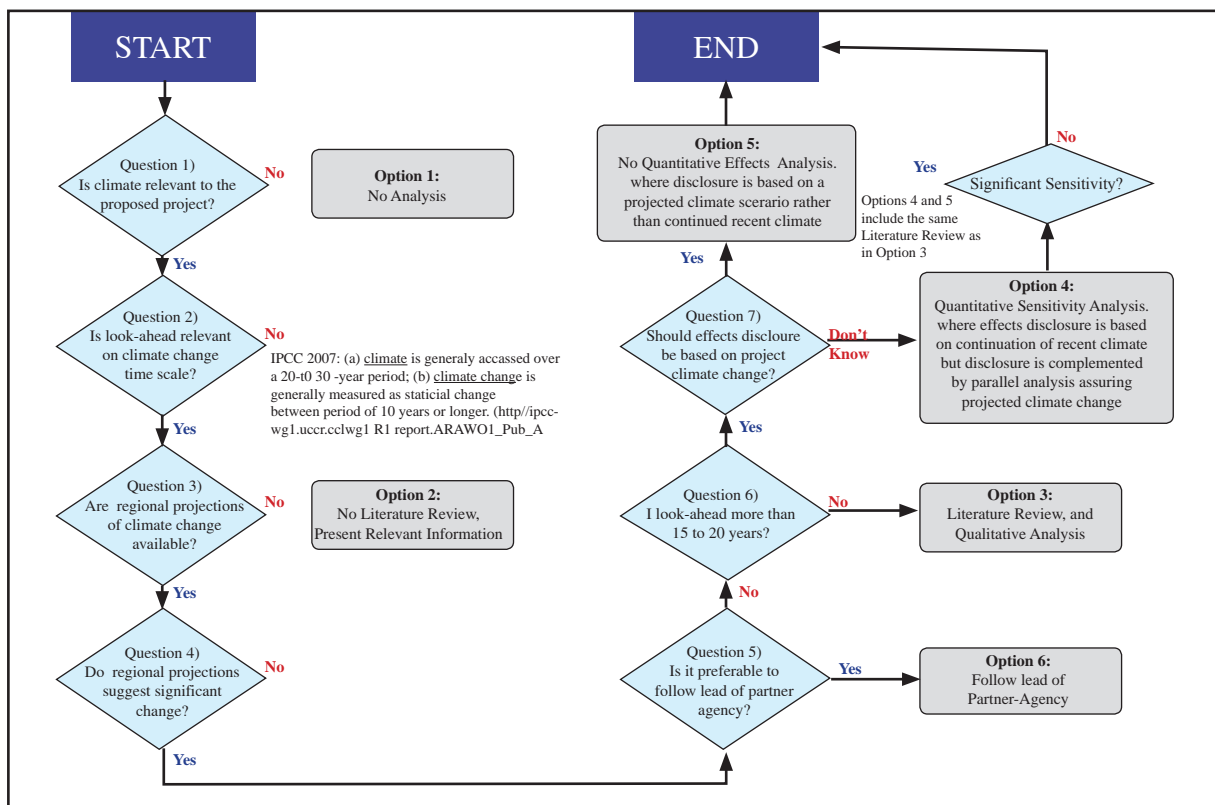 START
Question 1)
Is climate relevant to the
proposed project?
No
Option 1:
No Analysis
Yes
Question 2)
Is look-ahead relevant
on climate change
time scale?
No
IPCC 2007: (a) climate is generaly accassed over
a 20-t0 30 -year period; (b) climate change is
generally measured as staticial change
between period of 10 years or longer. (http//ipcc-
wg1.uccr.cclwg1 R1 report.ARAWO1_Pub_A
Yes
Question 3)
Are regional projections
of climate change
available?
No
Option 2:
No Literature Review,
Present Relevant Information
Yes
Question 4)
Do regional projections
suggest significant
change?
No
Yes
END
Option 5:
No Quantitative Effects Analysis.
where disclosure is based on a
projected climate scerario rather
than continued recent climate
Yes
Question 7)
Should effects discloure
be based on project
climate change?
Don't
Know
Yes
Question 6)
I look-ahead more than
15 to 20 years?
No
Option 3:
Literature Review, and
Qualitative Analysis
No
Question 5)
Is it preferable to
follow lead of partner
agency?
Yes
Option 6:
Follow lead of
Partner-Agency
No
Yes
Significant Sensitivity?
Options 4 and 5
include the same
Literature Review as
in Option 3
Option 4:
Quantitative Sensitivity Analysis.
where effects disclosure is based
on continuation of recent climate
but disclosure is complemented
by parallel analysis assuring
projected climate change